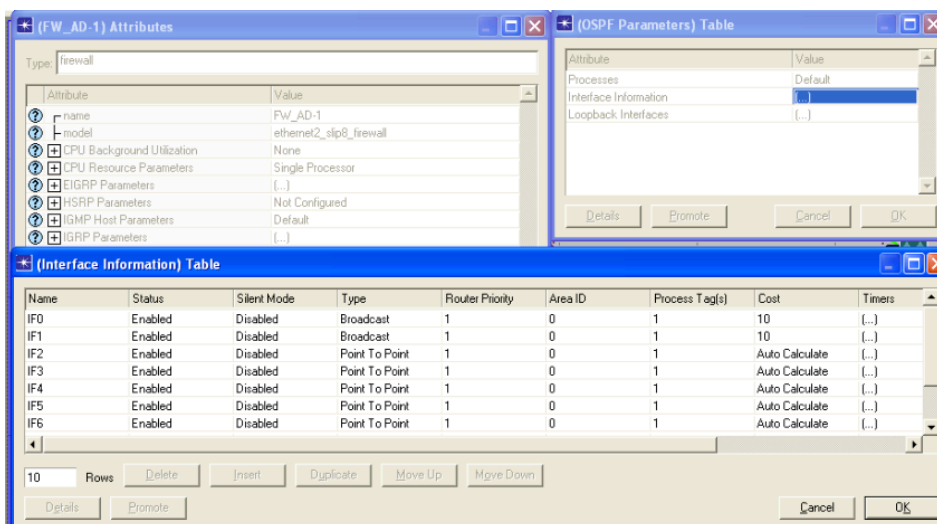 (FW_AD-1) Attributes
Type: firewall
Attribute Value
name FW_AD-1
model ethernet2_slip8_firewall
CPU Background Utilization None
CPU Resource Parameters Single Processor
EIGRP Parameters (...)
HSRP Parameters Not Configured
IGMP Host Parameters Default
IGRP Parameters (...)
(OSPF Parameters) Table
Attribute Value
Processes Default
Interface Information (...)
Loopback Interfaces (...)
Details Promote Cancel OK
(Interface Information) Table
Name Status Silent Mode Type Router Priority Area ID Process Tag(s) Cost Timers
IF0 Enabled Disabled Broadcast 1 0 1 10 (...)
IF1 Enabled Disabled Broadcast 1 0 1 10 (...)
IF2 Enabled Disabled Point To Point 1 0 1 Auto Calculate (...)
IF3 Enabled Disabled Point To Point 1 0 1 Auto Calculate (...)
IF4 Enabled Disabled Point To Point 1 0 1 Auto Calculate (...)
IF5 Enabled Disabled Point To Point 1 0 1 Auto Calculate (...)
IF6 Enabled Disabled Point To Point 1 0 1 Auto Calculate (...)
10 Rows Delete Insert Duplicate Move Up Move Down
Details Promote Cancel OK